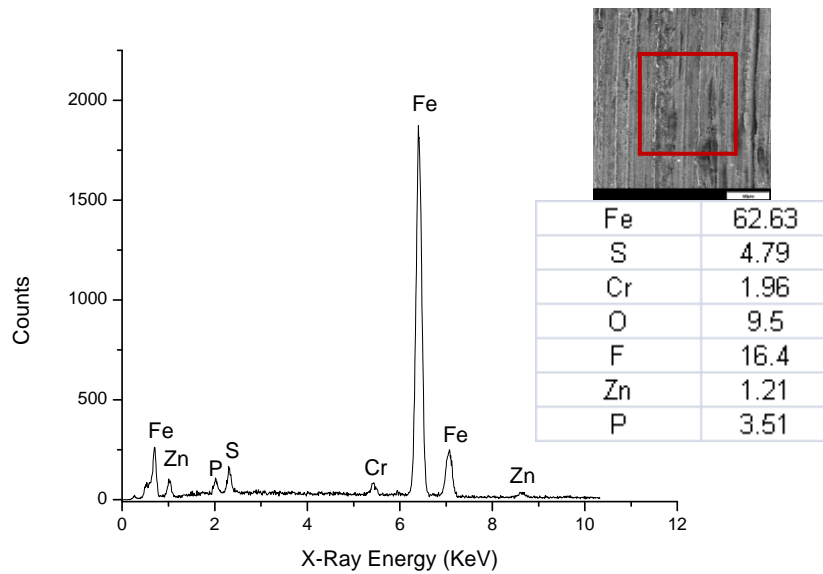 2000
1500
1000
500
0
Counts
Fe
Zn
P
S
Cr
Fe
Fe
Zn
0 2 4 6 8 10 12
X-Ray Energy (KeV)
Fe 62.63
S 4.79
Cr 1.96
O 9.5
F 16.4
Zn 1.21
P 3.51